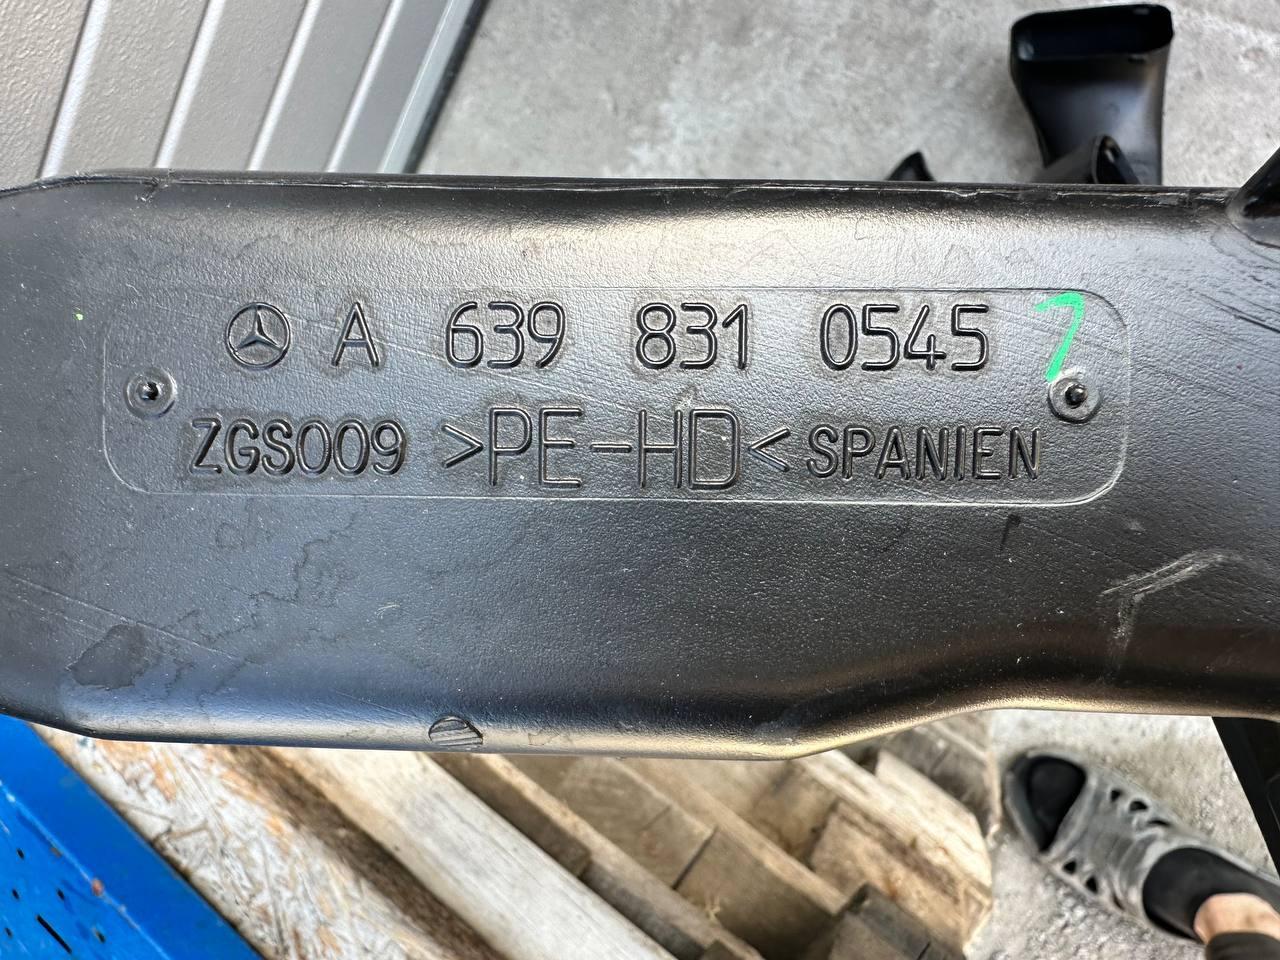 A 639 831 0545
ZGS009 >PE-HD< SPANIEN